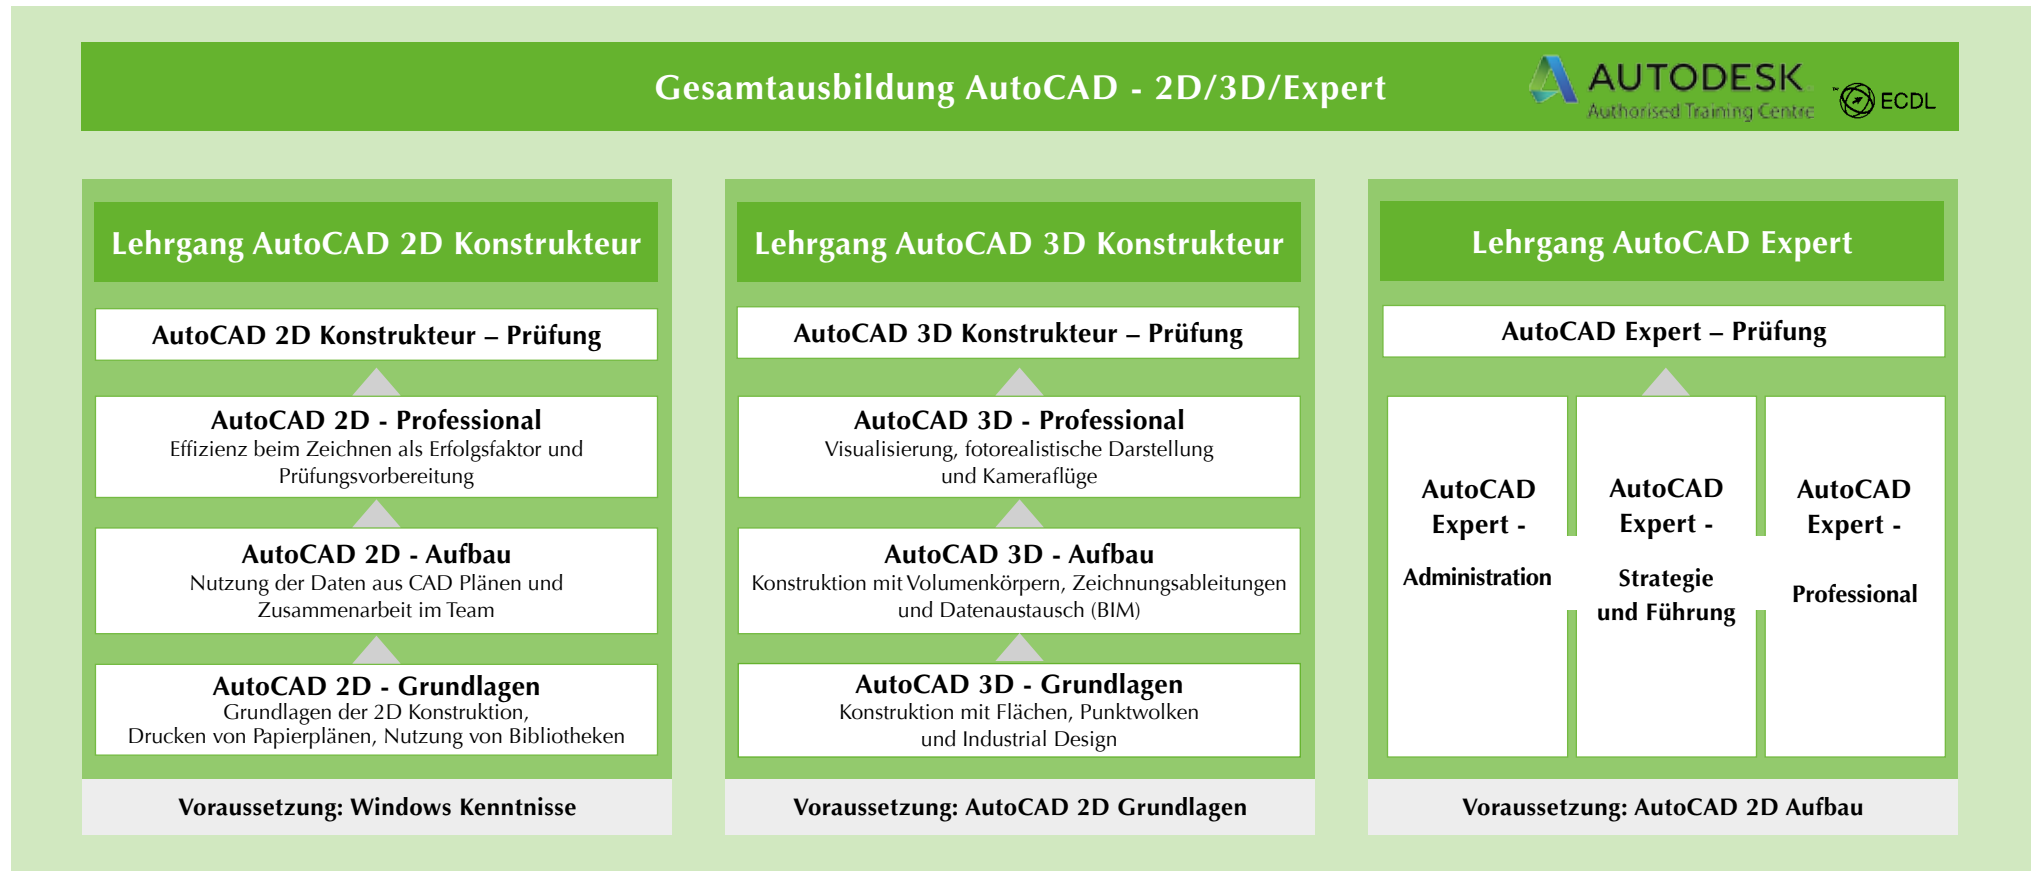 Gesamtausbildung AutoCAD - 2D/3D/Expert
AUTODESK
Authorised Training Centre
™ ECDL
Lehrgang AutoCAD 2D Konstrukteur
AutoCAD 2D Konstrukteur – Prüfung
AutoCAD 2D - Professional
Effizienz beim Zeichnen als Erfolgsfaktor und
Prüfungsvorbereitung
AutoCAD 2D - Aufbau
Nutzung der Daten aus CAD Plänen und
Zusammenarbeit im Team
AutoCAD 2D - Grundlagen
Grundlagen der 2D Konstruktion,
Drucken von Papierplänen, Nutzung von Bibliotheken
Voraussetzung: Windows Kenntnisse
Lehrgang AutoCAD 3D Konstrukteur
AutoCAD 3D Konstrukteur – Prüfung
AutoCAD 3D - Professional
Visualisierung, fotorealistische Darstellung
und Kameraflüge
AutoCAD 3D - Aufbau
Konstruktion mit Volumenkörpern, Zeichnungsableitungen
und Datenaustausch (BIM)
AutoCAD 3D - Grundlagen
Konstruktion mit Flächen, Punktwolken
und Industrial Design
Voraussetzung: AutoCAD 2D Grundlagen
Lehrgang AutoCAD Expert
AutoCAD Expert – Prüfung
AutoCAD
Expert -
Administration
AutoCAD
Expert -
Strategie
und Führung
AutoCAD
Expert -
Professional
Voraussetzung: AutoCAD 2D Aufbau